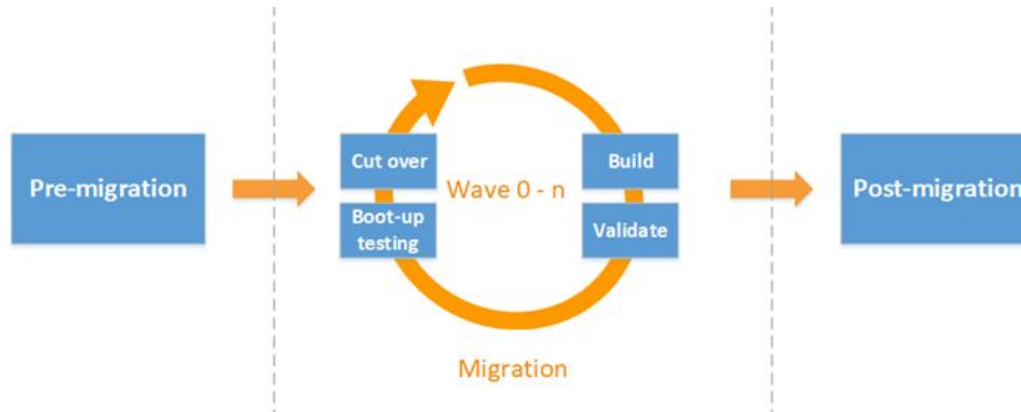 Pre-migration
Cut over
Boot-up
testing
Wave 0 - n
Build
Validate
Migration
Post-migration